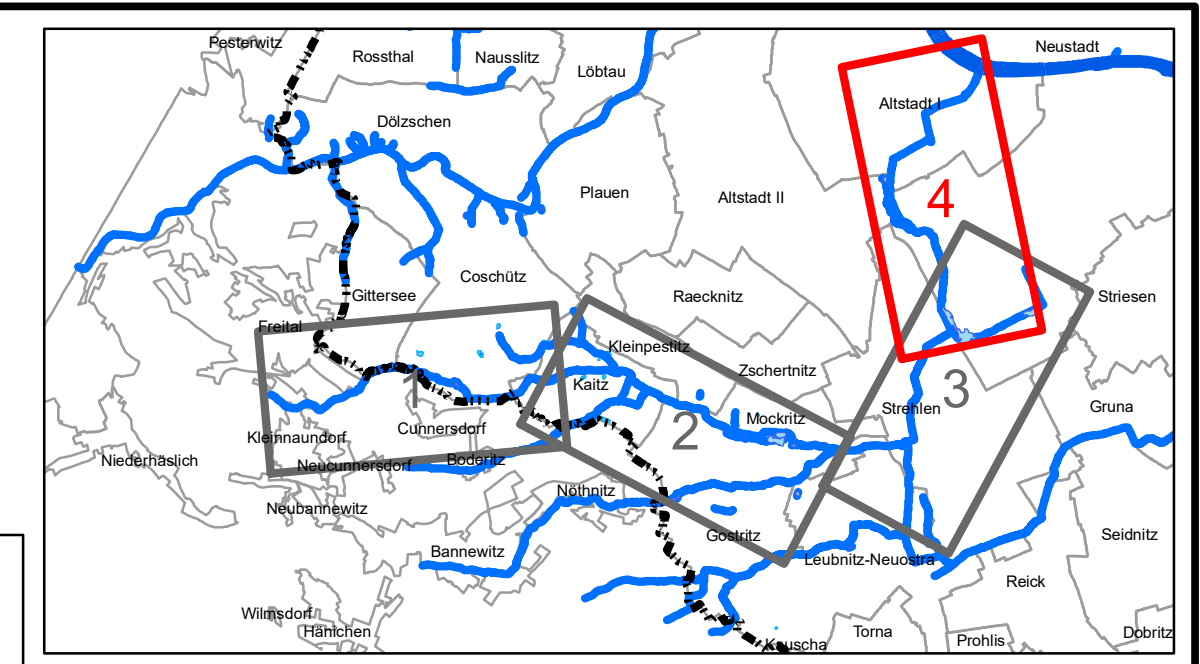 Pesterwitz
Rossthal
Nausslitz
Löbtau
Neustadt
Altstadt I
Dölzschen
Plauen
Altstadt II
4
Coschütz
Gittersee
Raecknitz
Striesen
Freital
Kleinpestitz
Zschertnitz
1
Kaitz
3
Strehlen
Gruna
Mockritz
2
Cunnersdorf
Kleinnaundorf
Niederhäslich
Neucunnersdorf
Boderitz
Nöthnitz
Neubannewitz
Gostritz
Seidnitz
Bannewitz
Leubnitz-Neuostra
Reick
Wilmsdorf
Hänichen
Torna
Dobritz
Prohlis
Kauscha